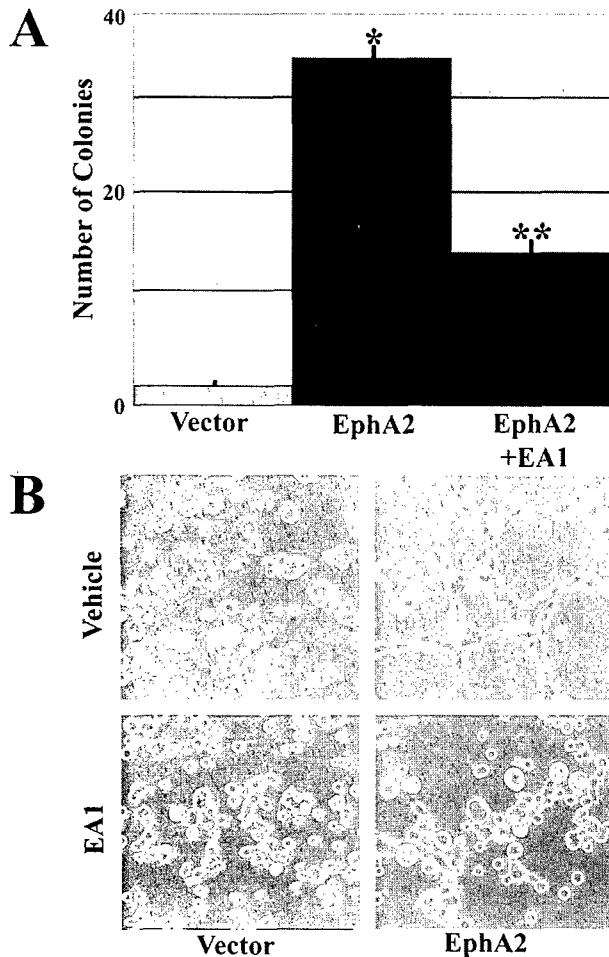 A
40
*
20
**
0
Number of Colonies
Vector
EphA2
EphA2
+EA1
B
Vehicle
EA1
Vector
EphA2